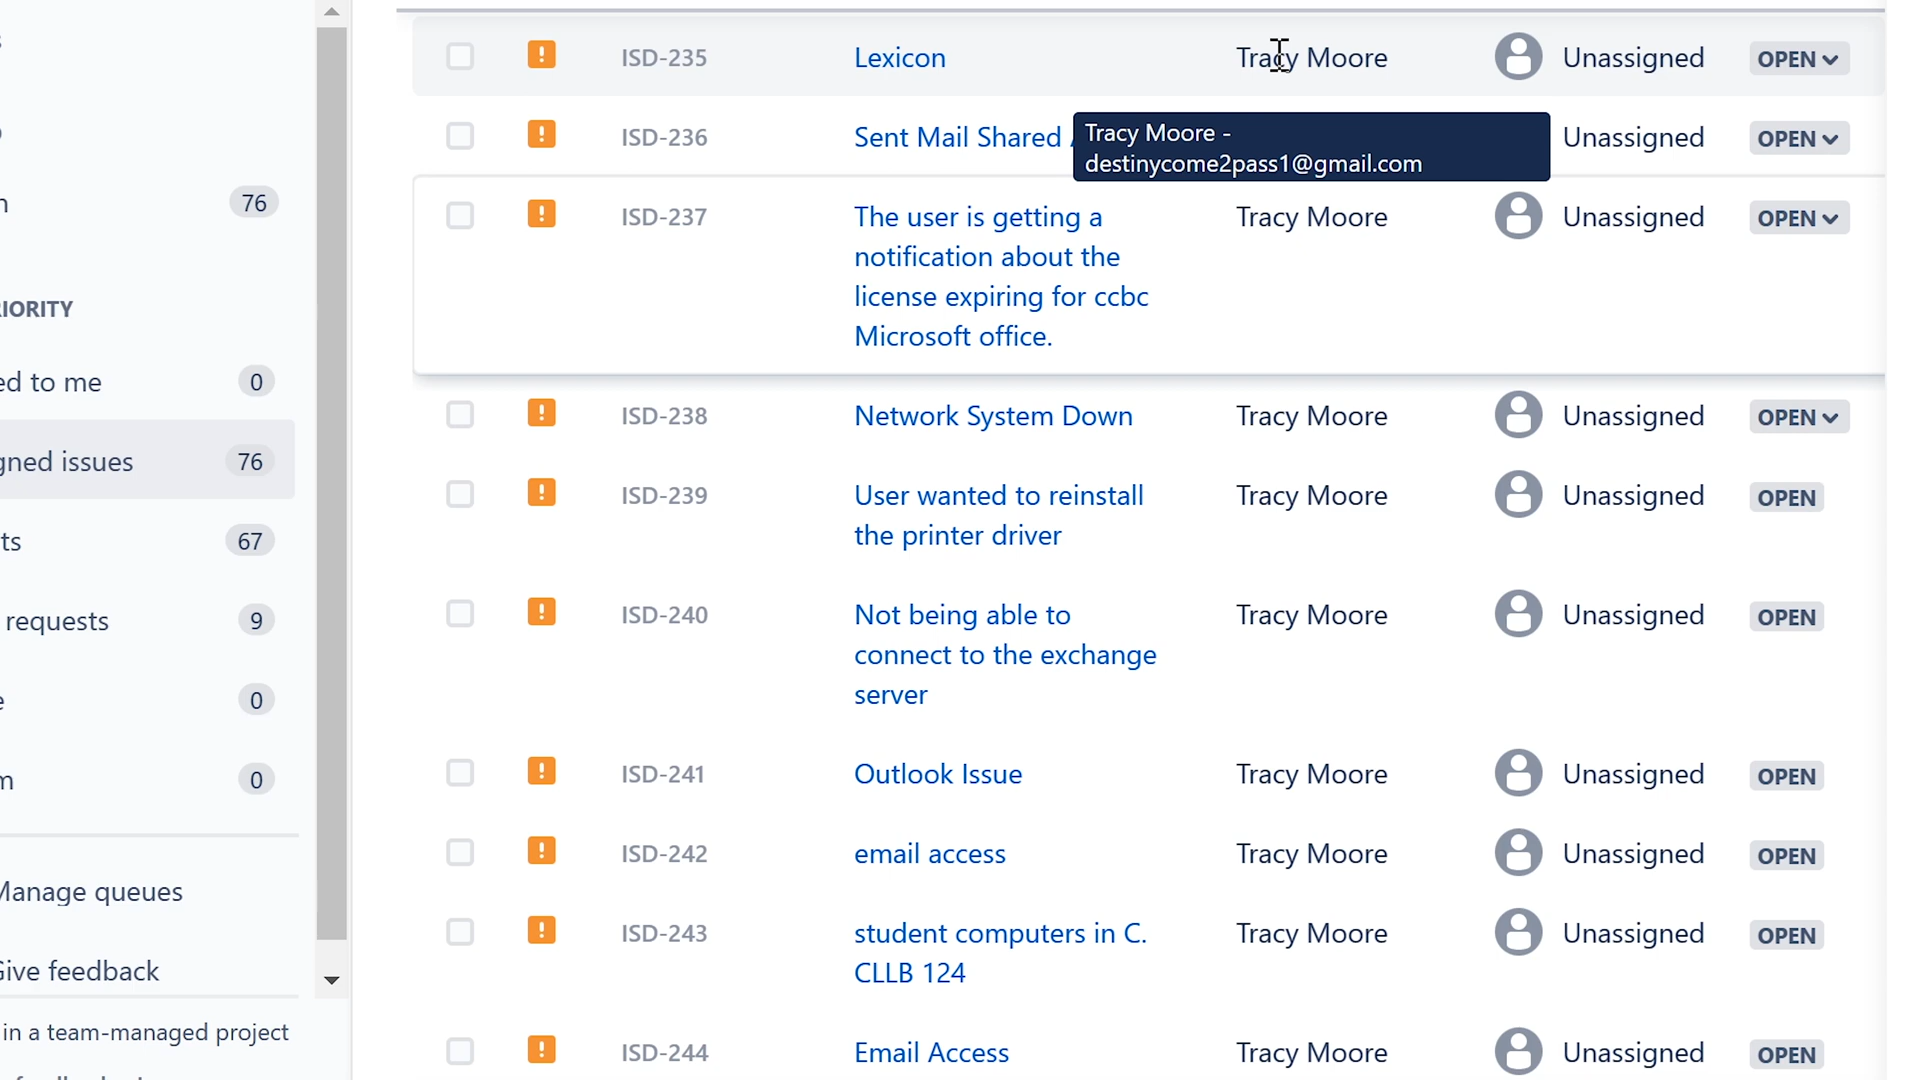 76
IORITY
ed to me 0
gned issues 76
ts 67
requests 9
e 0
m 0
Manage queues
Give feedback
in a team-managed project
ISD-235 Lexicon Tracy Moore Unassigned OPEN
ISD-236 Sent Mail Shared Unassigned OPEN
Tracy Moore -
destinycome2pass1@gmail.com
ISD-237 The user is getting a Tracy Moore Unassigned OPEN
notification about the
license expiring for ccbc
Microsoft office.
ISD-238 Network System Down Tracy Moore Unassigned OPEN
ISD-239 User wanted to reinstall Tracy Moore Unassigned OPEN
the printer driver
ISD-240 Not being able to Tracy Moore Unassigned OPEN
connect to the exchange
server
ISD-241 Outlook Issue Tracy Moore Unassigned OPEN
ISD-242 email access Tracy Moore Unassigned OPEN
ISD-243 student computers in C. Tracy Moore Unassigned OPEN
CLLB 124
ISD-244 Email Access Tracy Moore Unassigned OPEN